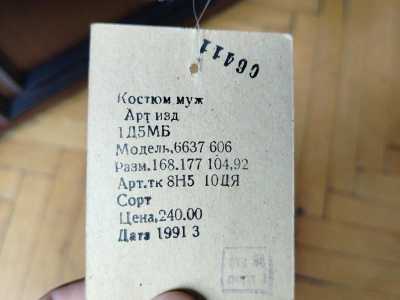 06411
Костюм муж
Арт изд
1Д5МБ
Модель,6637 606
Разм.168.177 104.92
Арт.тк 8Н5 10ДЯ
Сорт
Цена,240.00
Дата 1991 3